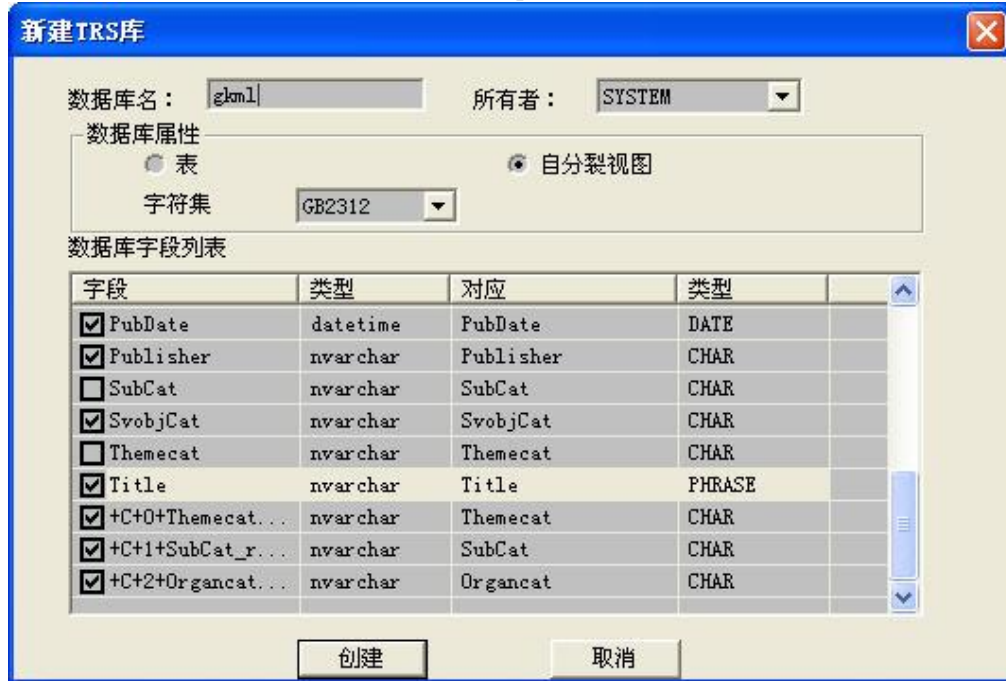 新建TRS库
数据库名： gkml 所有者： SYSTEM
数据库属性
表 自分裂视图
字符集 GB2312
数据库字段列表
字段 类型 对应 类型
PubDate datetime PubDate DATE
Publisher nvarchar Publisher CHAR
SubCat nvarchar SubCat CHAR
SvobjCat nvarchar SvobjCat CHAR
Themecat nvarchar Themecat CHAR
Title nvarchar Title PHRASE
+C+0+Themecat... nvarchar Themecat CHAR
+C+1+SubCat_r... nvarchar SubCat CHAR
+C+2+Organcat... nvarchar Organcat CHAR
创建 取消